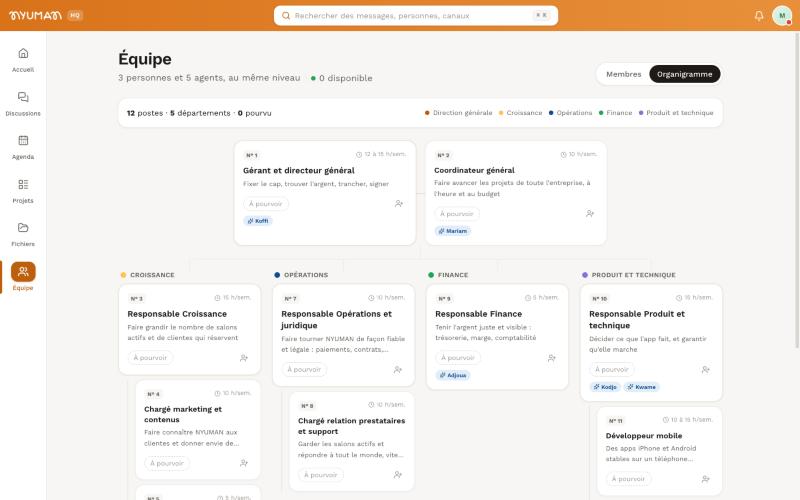 NYUMAN HQ
Rechercher des messages, personnes, canaux
⌘ K
M
Accueil
Discussions
Agenda
Projets
Fichiers
Équipe
Équipe
3 personnes et 5 agents, au même niveau
0 disponible
Membres
Organigramme
12 postes · 5 départements · 0 pourvu
Direction générale
Croissance
Opérations
Finance
Produit et technique
N° 1
12 à 15 h/sem.
Gérant et directeur général
Fixer le cap, trouver l'argent, trancher, signer
À pourvoir
Koffi
N° 2
10 h/sem.
Coordinateur général
Faire avancer les projets de toute l'entreprise, à
l'heure et au budget
À pourvoir
Mariam
CROISSANCE
N° 3
15 h/sem.
Responsable Croissance
Faire grandir le nombre de salons
actifs et de clientes qui réservent
À pourvoir
N° 4
10 h/sem.
Chargé marketing et
contenus
Faire connaître NYUMAN aux
clientes et donner envie de…
À pourvoir
N° 5
8 h/sem.
OPÉRATIONS
N° 7
10 h/sem.
Responsable Opérations et
juridique
Faire tourner NYUMAN de façon fiable
et légale : paiements, contrats,…
À pourvoir
N° 8
10 h/sem.
Chargé relation prestataires
et support
Garder les salons actifs et
répondre à tout le monde, vite…
À pourvoir
FINANCE
N° 9
5 h/sem.
Responsable Finance
Tenir l'argent juste et visible :
trésorerie, marge, comptabilité
À pourvoir
Adjoua
PRODUIT ET TECHNIQUE
N° 10
15 h/sem.
Responsable Produit et
technique
Décider ce que l'app fait, et garantir
qu'elle marche
À pourvoir
Kodjo
Kwame
N° 11
10 à 15 h/sem.
Développeur mobile
Des apps iPhone et Android
stables sur un téléphone…
À pourvoir